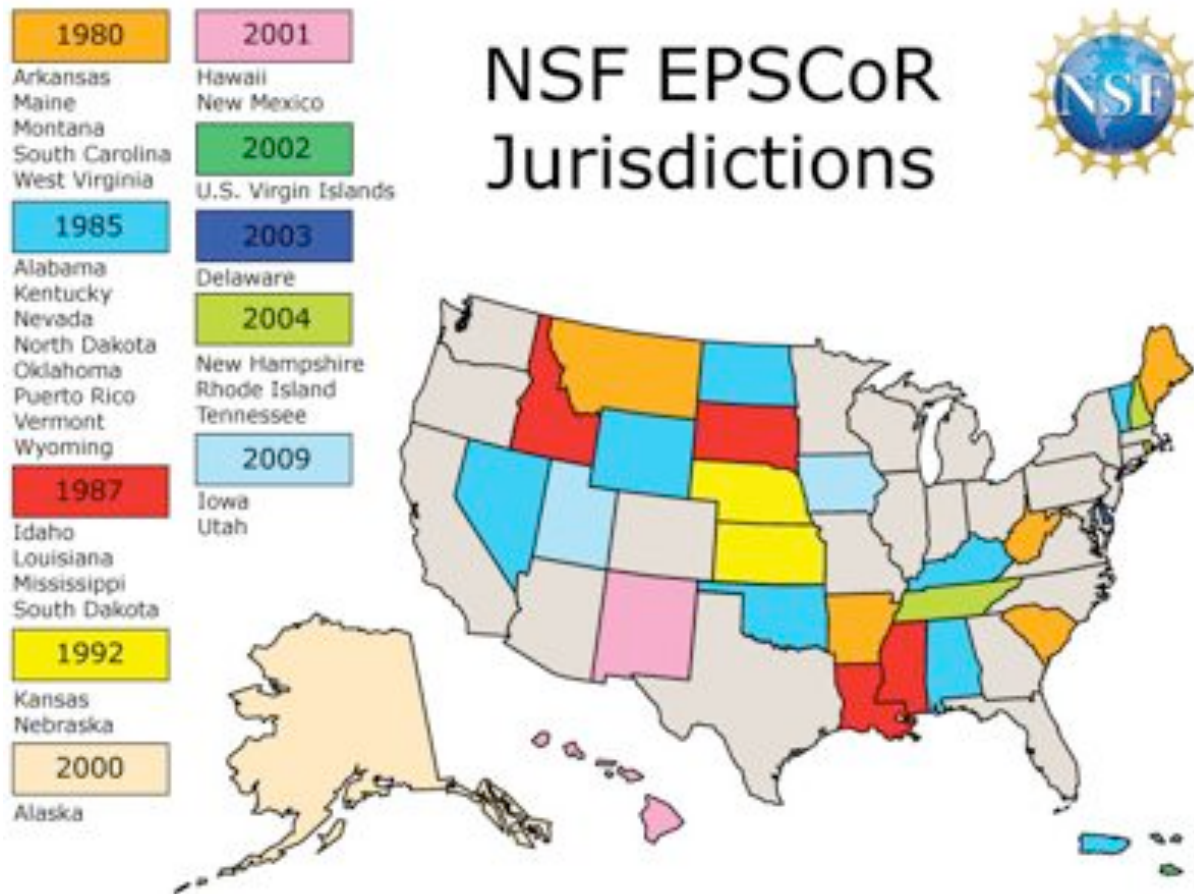 NSF EPSCoR
Jurisdictions
NSF
1980
Arkansas
Maine
Montana
South Carolina
West Virginia
1985
Alabama
Kentucky
Nevada
North Dakota
Oklahoma
Puerto Rico
Vermont
Wyoming
1987
Idaho
Louisiana
Mississippi
South Dakota
1992
Kansas
Nebraska
2000
Alaska
2001
Hawaii
New Mexico
2002
U.S. Virgin Islands
2003
Delaware
2004
New Hampshire
Rhode Island
Tennessee
2009
Iowa
Utah